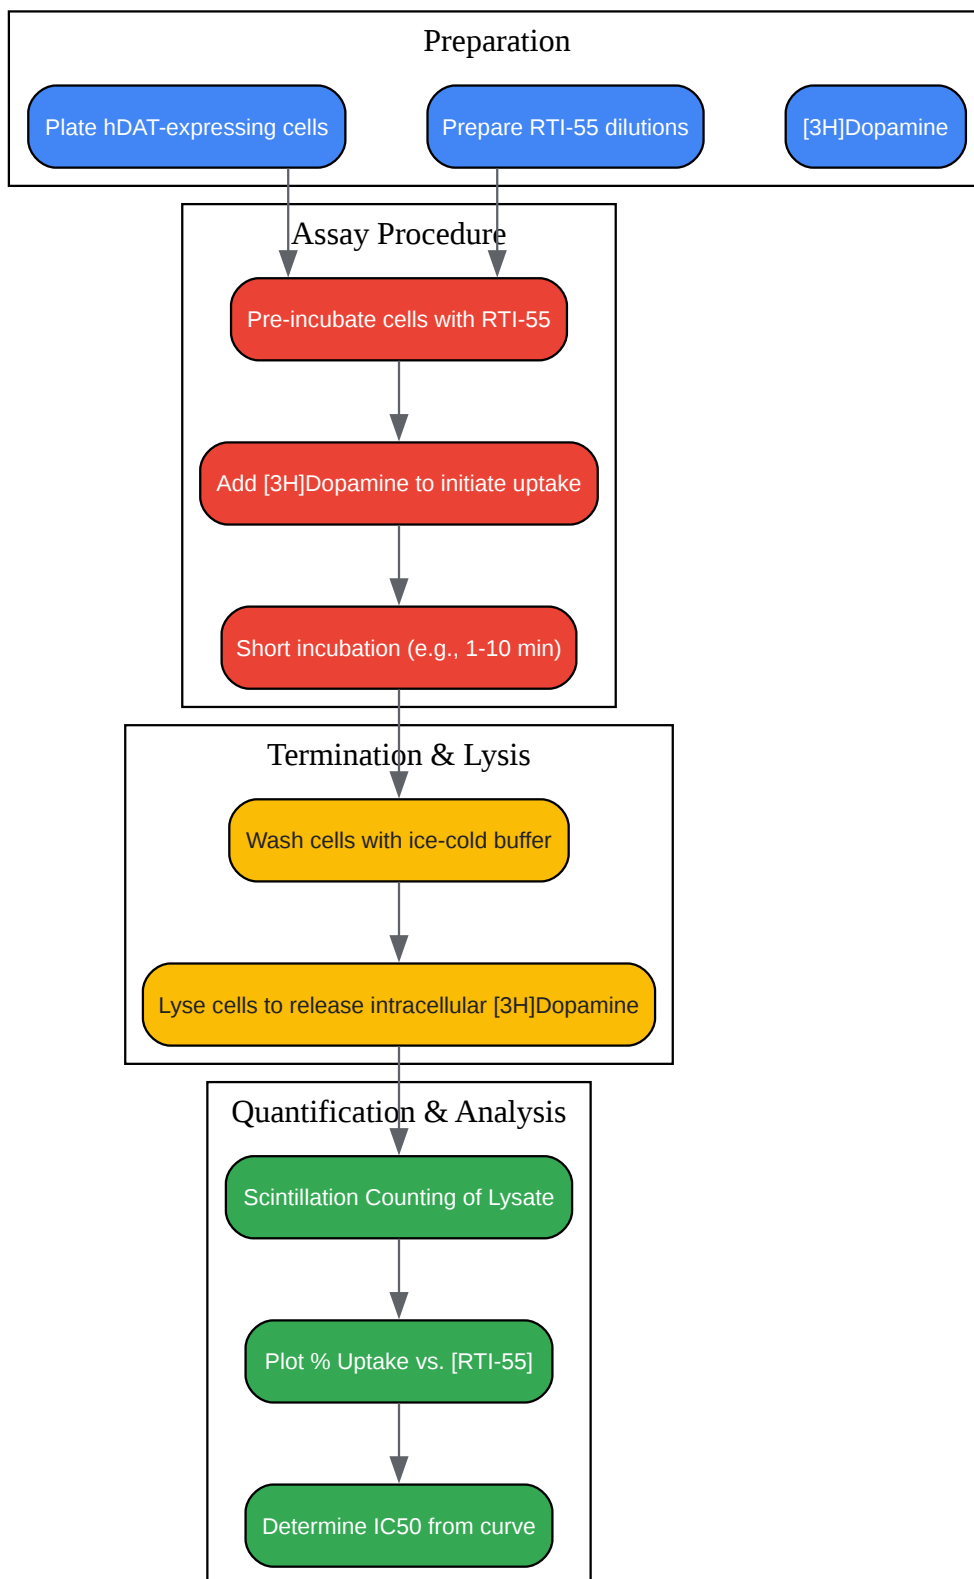 Preparation
Plate hDAT-expressing cells
Prepare RTI-55 dilutions
[3H]Dopamine
Assay Procedure
Pre-incubate cells with RTI-55
Add [3H]Dopamine to initiate uptake
Short incubation (e.g., 1-10 min)
Termination & Lysis
Wash cells with ice-cold buffer
Lyse cells to release intracellular [3H]Dopamine
Quantification & Analysis
Scintillation Counting of Lysate
Plot % Uptake vs. [RTI-55]
Determine IC50 from curve